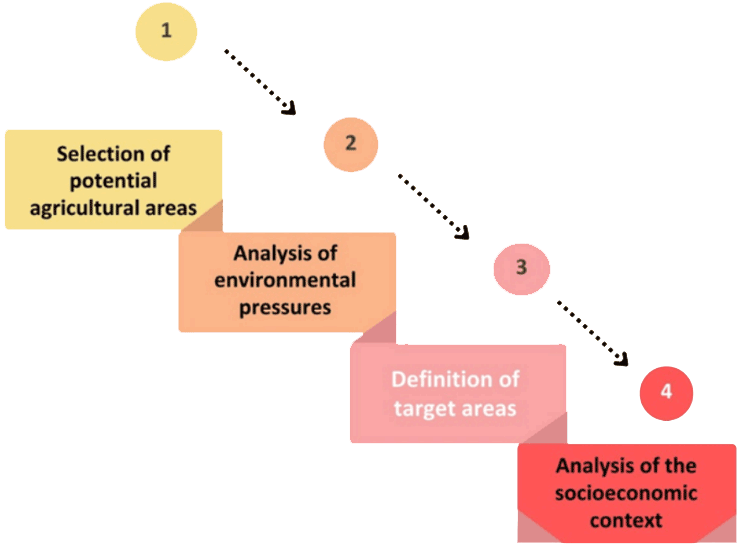 1
Selection of
potential
agricultural areas
2
Analysis of
environmental
pressures
3
Definition of
target areas
4
Analysis of the
socioeconomic
context